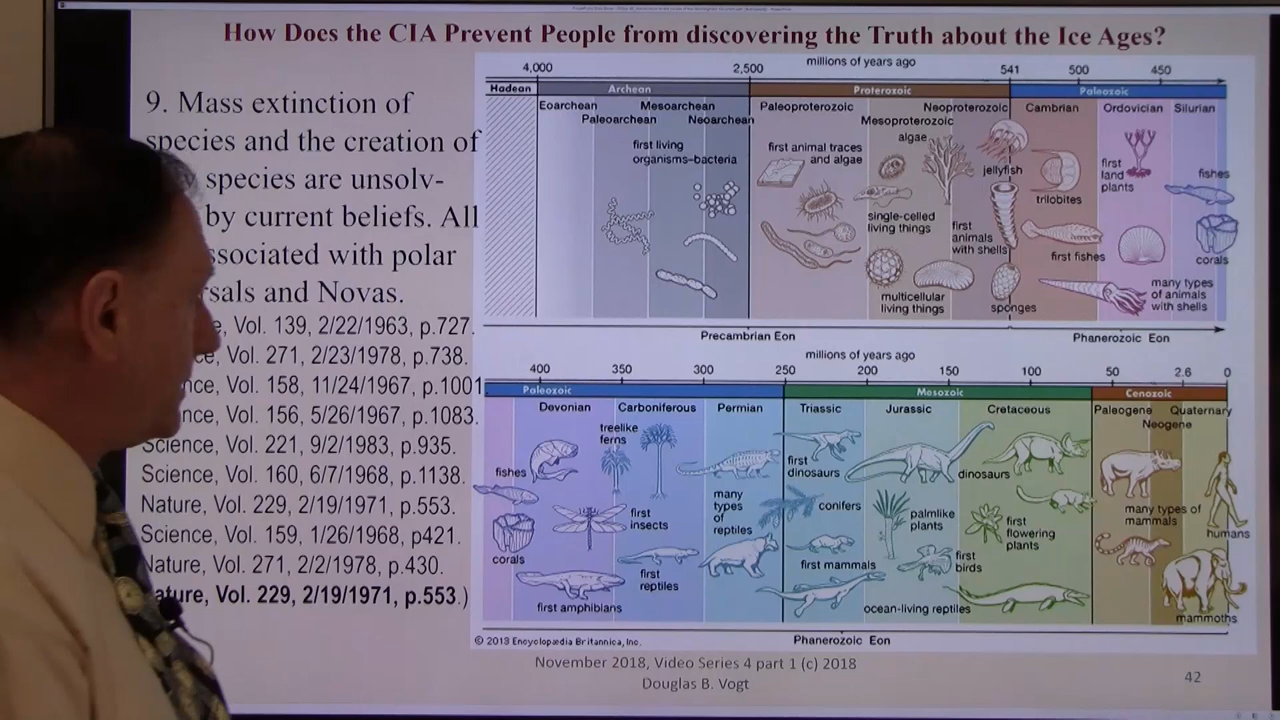 How Does the CIA Prevent People from discovering the Truth about the Ice Ages?
9. Mass extinction of
species and the creation of
species are unsolv-
by current beliefs. All
ssociated with polar
rsals and Novas.
e, Vol. 139, 2/22/1963, p.727.
ce, Vol. 271, 2/23/1978, p.738.
nce, Vol. 158, 11/24/1967, p.1001
nce, Vol. 156, 5/26/1967, p.1083.
Science, Vol. 221, 9/2/1983, p.935.
Science, Vol. 160, 6/7/1968, p.1138.
Nature, Vol. 229, 2/19/1971, p.553.
Science, Vol. 159, 1/26/1968, p421.
Nature, Vol. 271, 2/2/1978, p.430.
ature, Vol. 229, 2/19/1971, p.553.)
millions of years ago
4,000 2,500 541 500 450
Hadean Archean Proterozoic Paleozoic
Eoarchean Mesoarchean Paleoproterozoic Neoproterozoic Cambrian Ordovician Silurian
Paleoarchean Neoarchean Mesoproterozoic
first living
organisms–bacteria
first animal traces
and algae
algae
single-celled
living things
multicellular
living things
first
animals
with shells
jellyfish
sponges
trilobites
first fishes
first
land
plants
fishes
corals
many types
of animals
with shells
Precambrian Eon Phanerozoic Eon
millions of years ago
400 350 300 250 200 150 100 50 2.6 0
Paleozoic Mesozoic Cenozoic
Devonian Carboniferous Permian Triassic Jurassic Cretaceous Paleogene Quaternary
Neogene
fishes
corals
first amphibians
treelike
ferns
first
insects
first
reptiles
many
types
of
reptiles
first
dinosaurs
conifers
first mammals
ocean-living reptiles
palmlike
plants
first
birds
dinosaurs
first
flowering
plants
many types of
mammals
humans
mammoths
© 2013 Encyclopædia Britannica, Inc.
Phanerozoic Eon
November 2018, Video Series 4 part 1 (c) 2018
Douglas B. Vogt
42